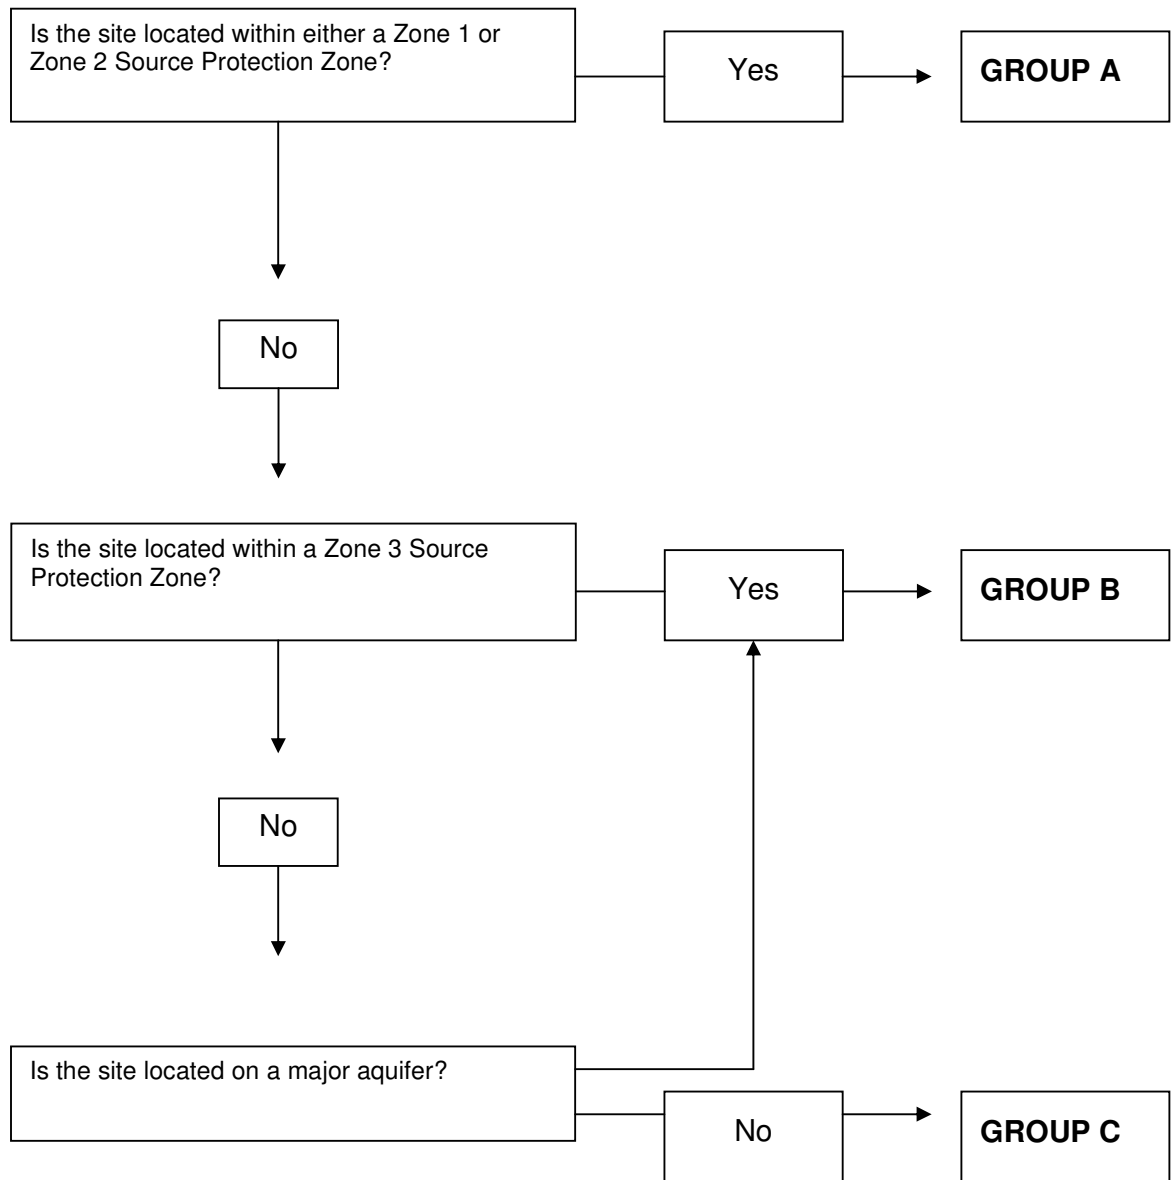 Is the site located within either a Zone 1 or
Zone 2 Source Protection Zone?
Yes
GROUP A
No
Is the site located within a Zone 3 Source
Protection Zone?
Yes
GROUP B
No
Is the site located on a major aquifer?
No
GROUP C